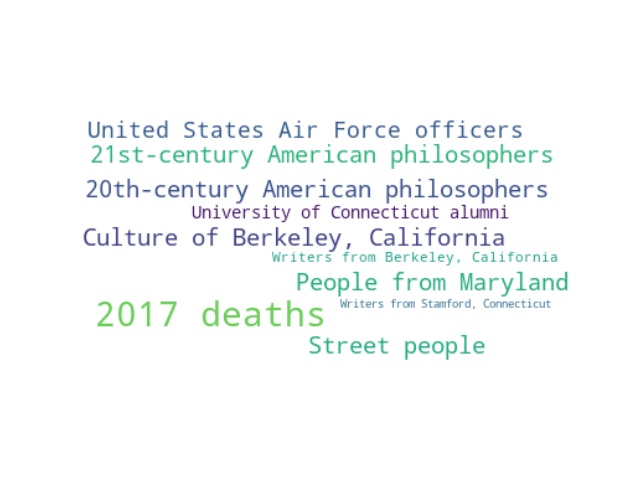 United States Air Force officers
21st-century American philosophers
20th-century American philosophers
University of Connecticut alumni
Culture of Berkeley, California
Writers from Berkeley, California
People from Maryland
2017 deaths
Writers from Stamford, Connecticut
Street people